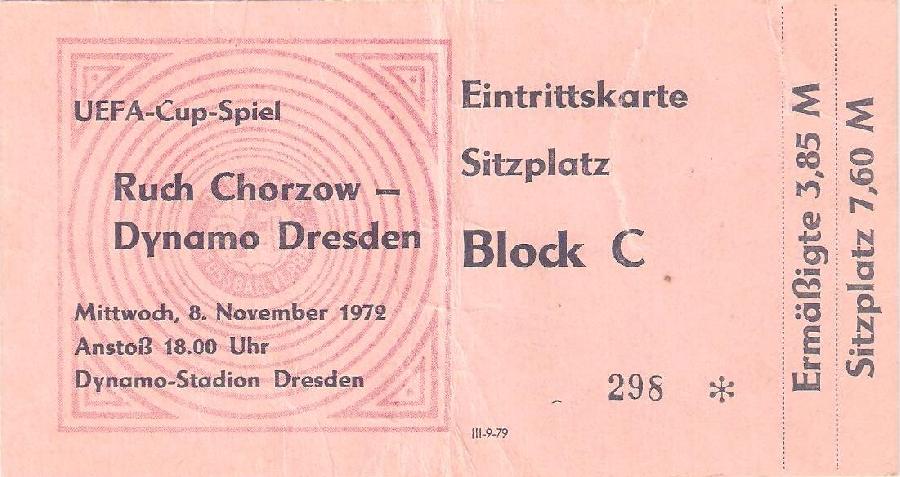 UEFA-Cup-Spiel
Ruch Chorzow –
Dynamo Dresden
Mittwoch, 8. November 1972
Anstoß 18.00 Uhr
Dynamo-Stadion Dresden
Eintrittskarte
Sitzplatz
Block C
298 *
III-9-79
Ermäßigte 3,85 M
Sitzplatz 7,60 M